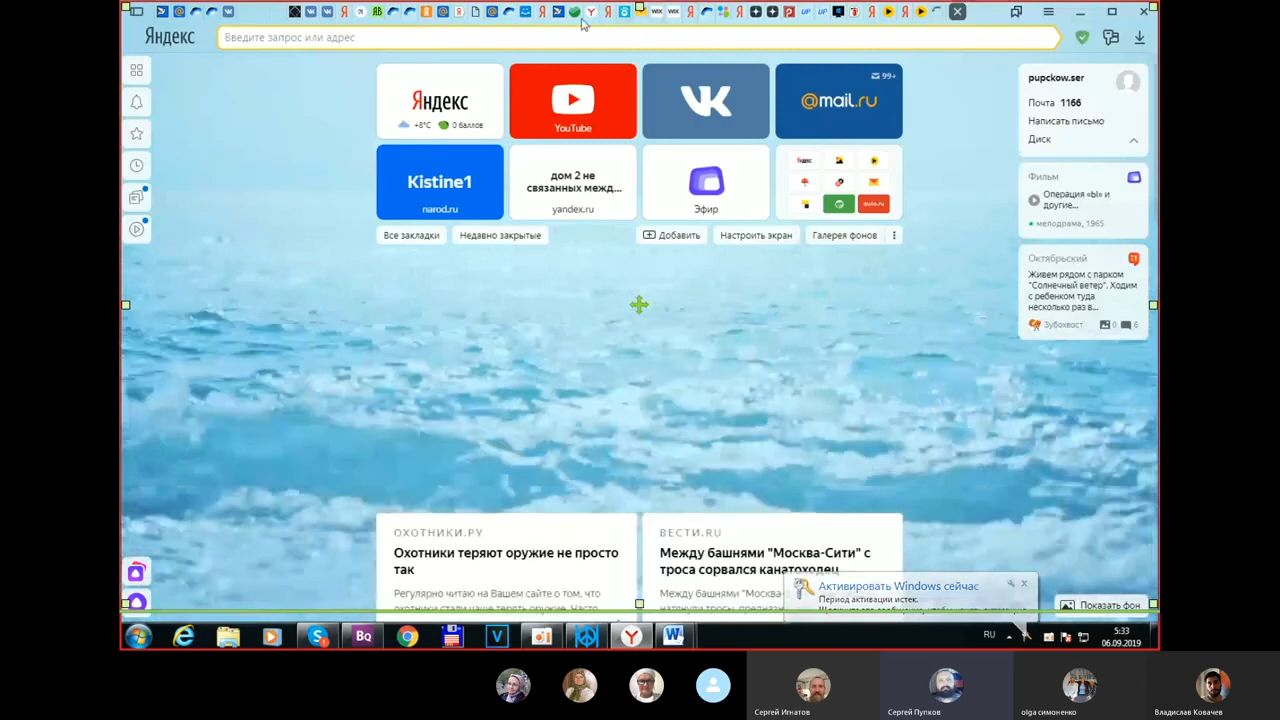 Яндекс
Введите запрос или адрес
Яндекс
+8°C 0 баллов
YouTube
99+
@mail.ru
Kistine1
narod.ru
дом 2 не
связанных межд...
yandex.ru
Эфир
Все закладки
Недавно закрытые
Добавить
Настроить экран
Галерея фонов
pupckow.ser
Почта 1166
Написать письмо
Диск
Фильм
Операция «Ы» и
другие...
мелодрама, 1965
Октябрьский
Живем рядом с парком
"Солнечный ветер". Ходим
с ребенком туда
несколько раз в...
Зубохвост 0 6
ОХОТНИКИ.РУ
Охотники теряют оружие не просто
так
Регулярно читаю на Вашем сайте о том, что
ВЕСТИ.RU
Между башнями "Москва-Сити" с
троса сорвался канатоходец
Между башнями "Москва-
Активировать Windows сейчас
Период активации истек.
Показать фон
RU
5:33
06.09.2019
Сергей Игнатов
Сергей Пупков
olga симоненко
Владислав Ковачев